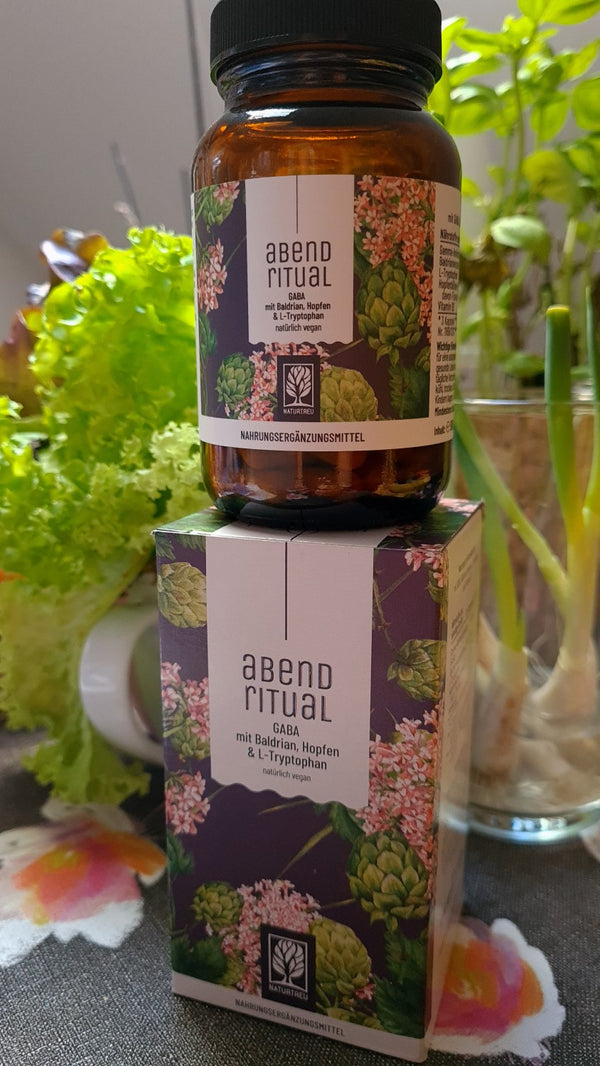 abend
ritual
GABA
mit Baldrian, Hopfen
& L-Tryptophan
natürlich vegan
NATURTREU
NAHRUNGSERGÄNZUNGSMITTEL
abend
ritual
GABA
mit Baldrian, Hopfen
& L-Tryptophan
natürlich vegan
NATURTREU
NAHRUNGSERGÄNZUNGSMITTEL